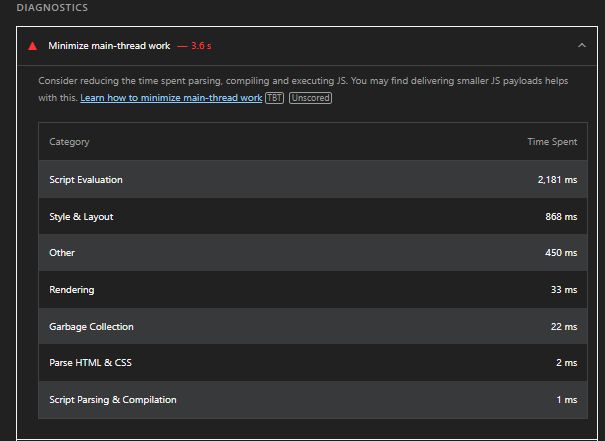 DIAGNOSTICS
Minimize main-thread work — 3.6 s
Consider reducing the time spent parsing, compiling and executing JS. You may find delivering smaller JS payloads helps
with this. Learn how to minimize main-thread work TBT Unscored
Category Time Spent
Script Evaluation 2,181 ms
Style & Layout 868 ms
Other 450 ms
Rendering 33 ms
Garbage Collection 22 ms
Parse HTML & CSS 2 ms
Script Parsing & Compilation 1 ms